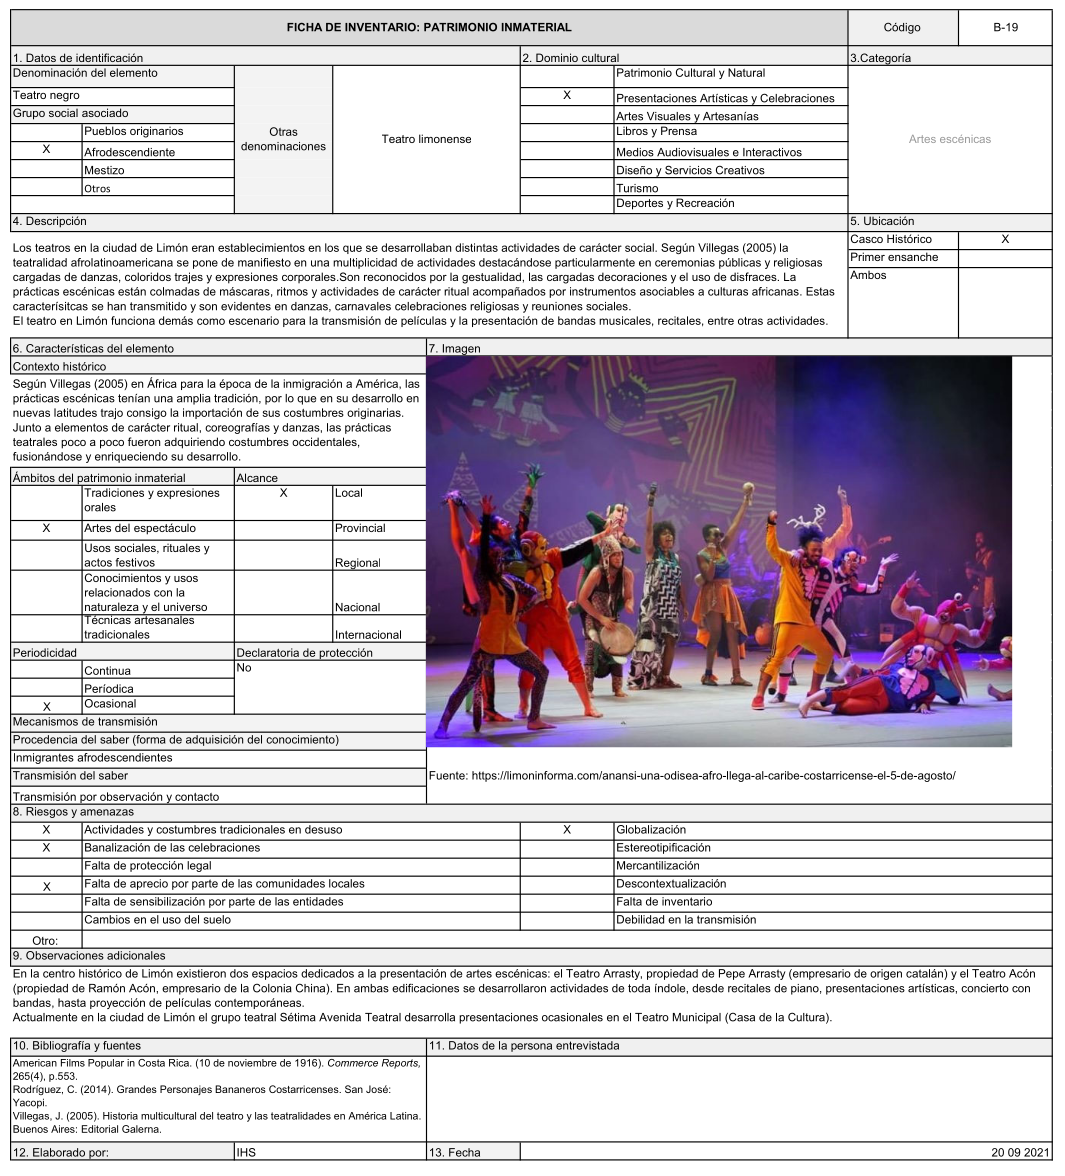 FICHA DE INVENTARIO: PATRIMONIO INMATERIAL
Código
B-19
1. Datos de identificación
2. Dominio cultural
3.Categoría
Denominación del elemento
Teatro negro
Grupo social asociado
Pueblos originarios
X Afrodescendiente
Mestizo
Otros
Otras
denominaciones
Teatro limonense
Patrimonio Cultural y Natural
X Presentaciones Artísticas y Celebraciones
Artes Visuales y Artesanías
Libros y Prensa
Medios Audiovisuales e Interactivos
Diseño y Servicios Creativos
Turismo
Deportes y Recreación
Artes escénicas
4. Descripción
Los teatros en la ciudad de Limón eran establecimientos en los que se desarrollaban distintas actividades de carácter social. Según Villegas (2005) la
teatralidad afrolatinoamericana se pone de manifiesto en una multiplicidad de actividades destacándose particularmente en ceremonias públicas y religiosas
cargadas de danzas, coloridos trajes y expresiones corporales.Son reconocidos por la gestualidad, las cargadas decoraciones y el uso de disfraces. La
prácticas escénicas están colmadas de máscaras, ritmos y actividades de carácter ritual acompañados por instrumentos asociables a culturas africanas. Estas
caracterísitcas se han transmitido y son evidentes en danzas, carnavales celebraciones religiosas y reuniones sociales.
El teatro en Limón funciona demás como escenario para la transmisión de películas y la presentación de bandas musicales, recitales, entre otras actividades.
5. Ubicación
Casco Histórico X
Primer ensanche
Ambos
6. Características del elemento
Contexto histórico
Según Villegas (2005) en África para la época de la inmigración a América, las
prácticas escénicas tenían una amplia tradición, por lo que en su desarrollo en
nuevas latitudes trajo consigo la importación de sus costumbres originarias.
Junto a elementos de carácter ritual, coreografías y danzas, las prácticas
teatrales poco a poco fueron adquiriendo costumbres occidentales,
fusionándose y enriqueciendo su desarrollo.
7. Imagen
Ámbitos del patrimonio inmaterial
Tradiciones y expresiones
orales
X Artes del espectáculo
Usos sociales, rituales y
actos festivos
Conocimientos y usos
relacionados con la
naturaleza y el universo
Técnicas artesanales
tradicionales
Alcance
X Local
Provincial
Regional
Nacional
Internacional
Periodicidad
Continua
Períodica
X Ocasional
Declaratoria de protección
No
Mecanismos de transmisión
Procedencia del saber (forma de adquisición del conocimiento)
Inmigrantes afrodescendientes
Transmisión del saber
Transmisión por observación y contacto
Fuente: https://limoninforma.com/anansi-una-odisea-afro-llega-al-caribe-costarricense-el-5-de-agosto/
8. Riesgos y amenazas
X Actividades y costumbres tradicionales en desuso
X Banalización de las celebraciones
Falta de protección legal
X Falta de aprecio por parte de las comunidades locales
Falta de sensibilización por parte de las entidades
Cambios en el uso del suelo
X Globalización
Estereotipificación
Mercantilización
Descontextualización
Falta de inventario
Debilidad en la transmisión
Otro:
9. Observaciones adicionales
En la centro histórico de Limón existieron dos espacios dedicados a la presentación de artes escénicas: el Teatro Arrasty, propiedad de Pepe Arrasty (empresario de origen catalán) y el Teatro Acón
(propiedad de Ramón Acón, empresario de la Colonia China). En ambas edificaciones se desarrollaron actividades de toda índole, desde recitales de piano, presentaciones artísticas, concierto con
bandas, hasta proyección de películas contemporáneas.
Actualmente en la ciudad de Limón el grupo teatral Sétima Avenida Teatral desarrolla presentaciones ocasionales en el Teatro Municipal (Casa de la Cultura).
10. Bibliografía y fuentes
American Films Popular in Costa Rica. (10 de noviembre de 1916). Commerce Reports,
265(4), p.553.
Rodríguez, C. (2014). Grandes Personajes Bananeros Costarricenses. San José:
Yacopi.
Villegas, J. (2005). Historia multicultural del teatro y las teatralidades en América Latina.
Buenos Aires: Editorial Galerna.
11. Datos de la persona entrevistada
12. Elaborado por:
IHS
13. Fecha
20 09 2021